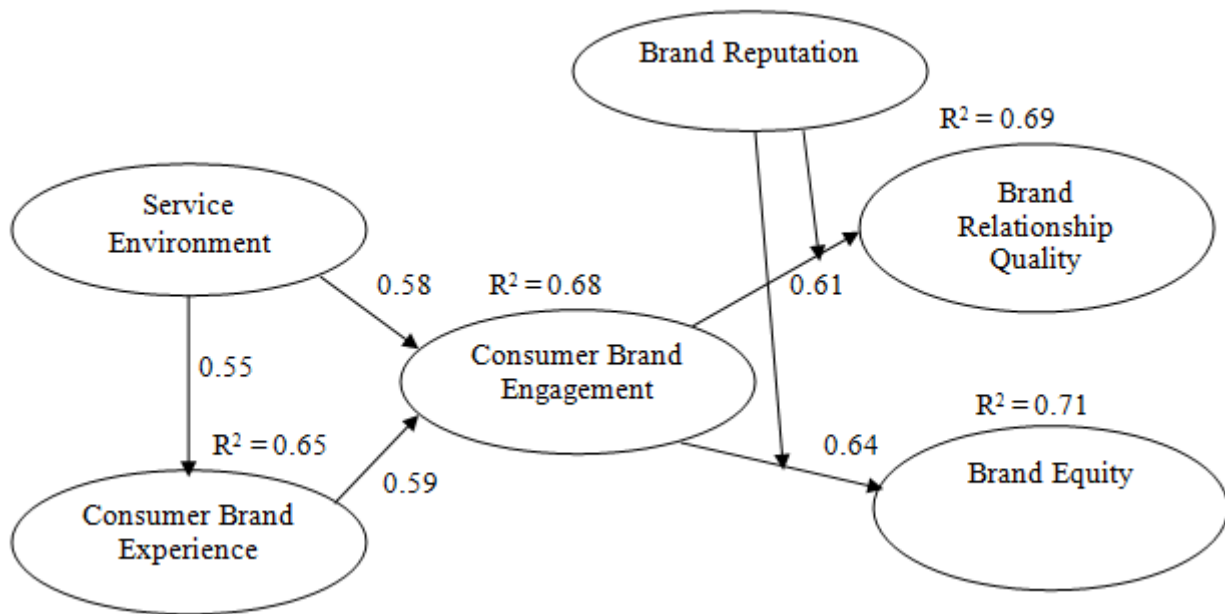 Brand Reputation
R² = 0.69
Brand
Relationship
Quality
Service
Environment
0.58
R² = 0.68
0.61
Consumer Brand
Engagement
0.55
R² = 0.71
R² = 0.65
0.64
Brand Equity
0.59
Consumer Brand
Experience